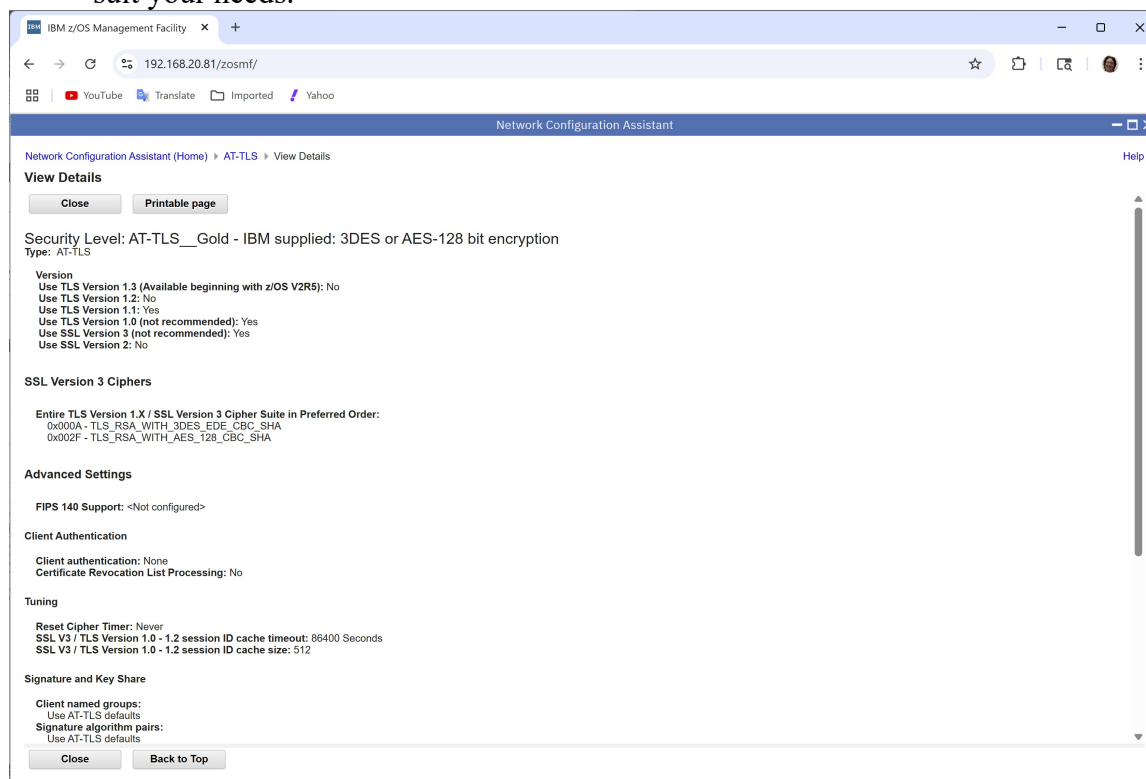 suit your needs.
IBM z/OS Management Facility
192.168.20.81/zosmf/
YouTube Translate Imported Yahoo
Network Configuration Assistant
Network Configuration Assistant (Home) AT-TLS View Details Help
View Details
Close Printable page
Security Level: AT-TLS__Gold - IBM supplied: 3DES or AES-128 bit encryption
Type: AT-TLS
Version
Use TLS Version 1.3 (Available beginning with z/OS V2R5): No
Use TLS Version 1.2: No
Use TLS Version 1.1: Yes
Use TLS Version 1.0 (not recommended): Yes
Use SSL Version 3 (not recommended): Yes
Use SSL Version 2: No
SSL Version 3 Ciphers
Entire TLS Version 1.X / SSL Version 3 Cipher Suite in Preferred Order:
0x000A - TLS_RSA_WITH_3DES_EDE_CBC_SHA
0x002F - TLS_RSA_WITH_AES_128_CBC_SHA
Advanced Settings
FIPS 140 Support: <Not configured>
Client Authentication
Client authentication: None
Certificate Revocation List Processing: No
Tuning
Reset Cipher Timer: Never
SSL V3 / TLS Version 1.0 - 1.2 session ID cache timeout: 86400 Seconds
SSL V3 / TLS Version 1.0 - 1.2 session ID cache size: 512
Signature and Key Share
Client named groups:
Use AT-TLS defaults
Signature algorithm pairs:
Use AT-TLS defaults
Close Back to Top